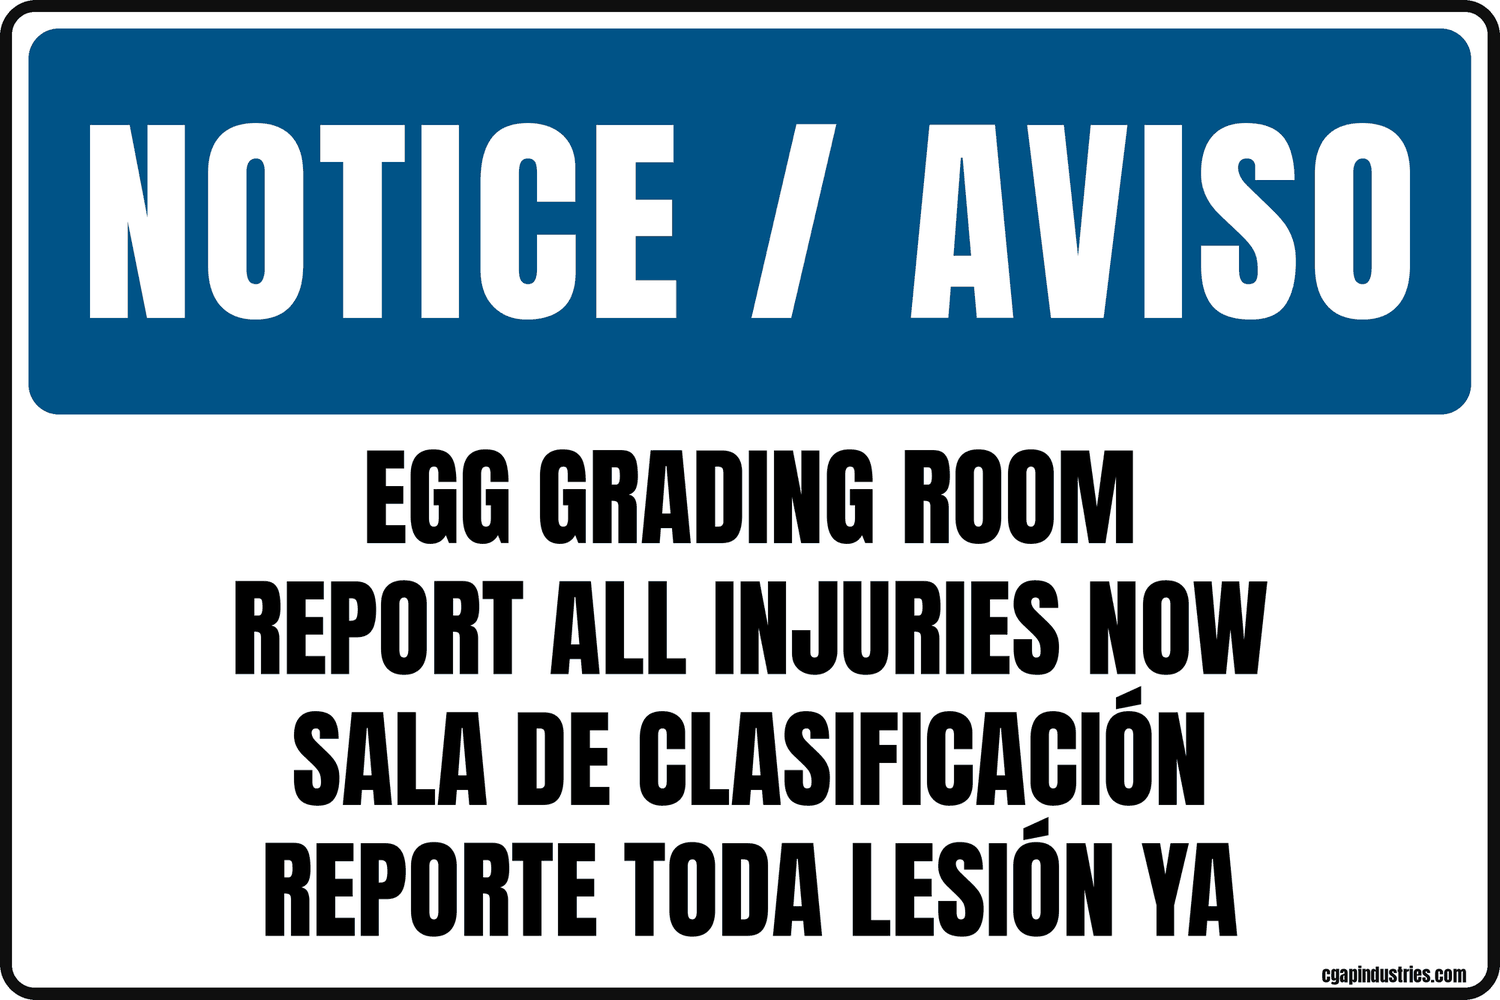 NOTICE / AVISO
EGG GRADING ROOM
REPORT ALL INJURIES NOW
SALA DE CLASIFICACIÓN
REPORTE TODA LESIÓN YA
cgapindustries.com